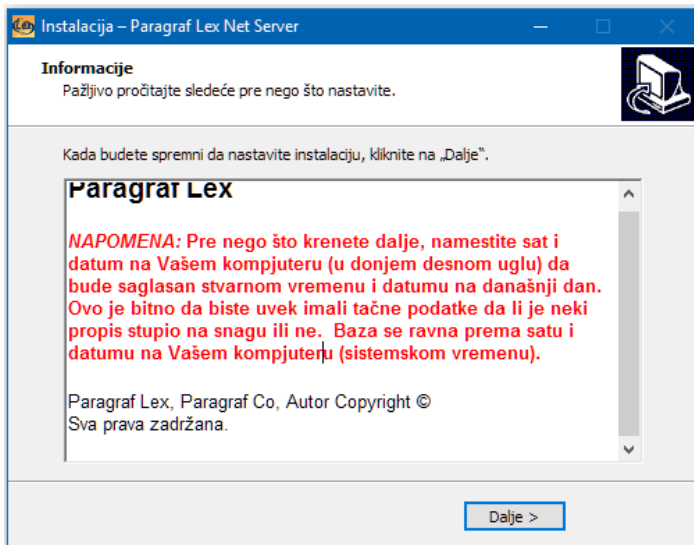 Instalacija – Paragraf Lex Net Server
Informacije
Pažljivo pročitajte sledeće pre nego što nastavite.
Kada budete spremni da nastavite instalaciju, kliknite na „Dalje“.
Paragraf Lex
NAPOMENA: Pre nego što krenete dalje, namestite sat i
datum na Vašem kompjuteru (u donjem desnom uglu) da
bude saglasan stvarnom vremenu i datumu na današnji dan.
Ovo je bitno da biste uvek imali tačne podatke da li je neki
propis stupio na snagu ili ne.  Baza se ravna prema satu i
datumu na Vašem kompjuteru (sistemskom vremenu).
Paragraf Lex, Paragraf Co, Autor Copyright ©
Sva prava zadržana.
Dalje >